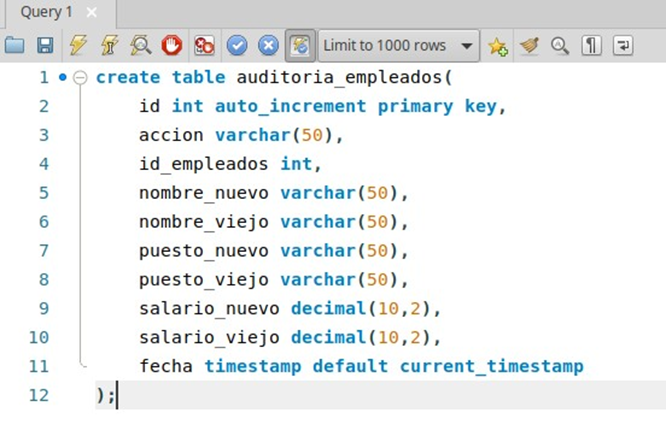 Query 1
Limit to 1000 rows
1 create table auditoria_empleados(
2 id int auto_increment primary key,
3 accion varchar(50),
4 id_empleados int,
5 nombre_nuevo varchar(50),
6 nombre_viejo varchar(50),
7 puesto_nuevo varchar(50),
8 puesto_viejo varchar(50),
9 salario_nuevo decimal(10,2),
10 salario_viejo decimal(10,2),
11 fecha timestamp default current_timestamp
12 );